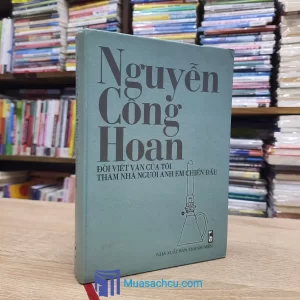 Nguyễn
Công
Hoan
ĐỜI VIẾT VĂN CỦA TÔI
THĂM NHÀ NGƯỜI ANH EM CHIẾN ĐẤU
Muasachcu.com